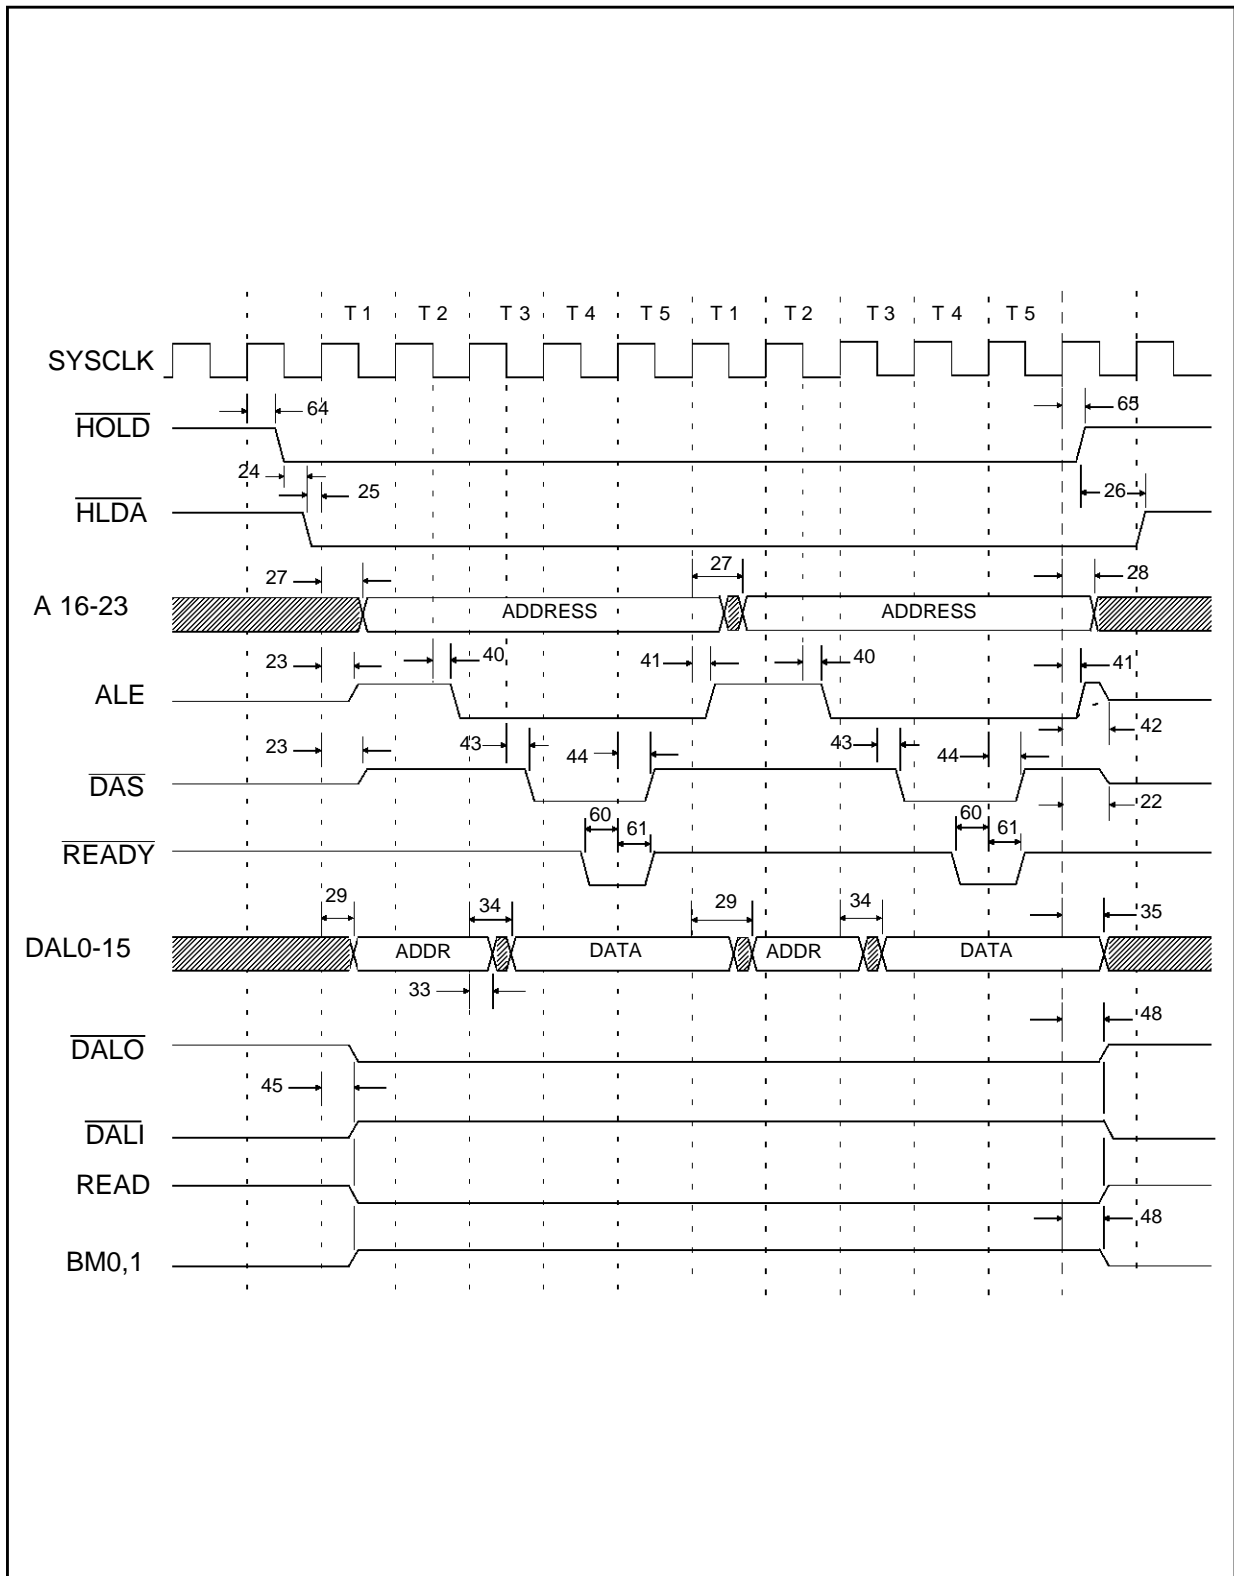 T 1 T 2 T 3 T 4 T 5 T 1 T 2 T 3 T 4 T 5
SYSCLK
64 65
HOLD
24 25 26
HLDA
27 27 28
A 16-23 ADDRESS ADDRESS
23 40 41 40 41
ALE
42
23 43 44 43 44
DAS
22
60 61 60 61
READY
29 34 29 34 35
DAL0-15 ADDR DATA ADDR DATA
33
48
DALO
45
DALI
READ
48
BM0,1